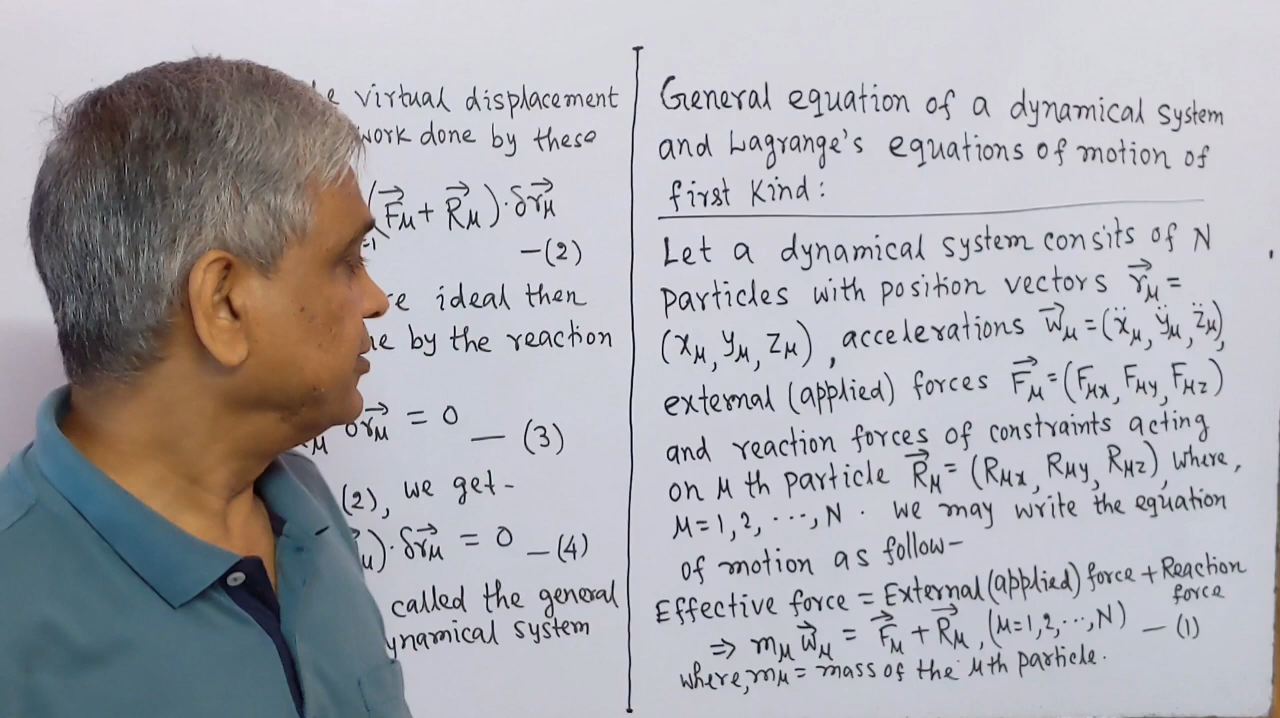 virtual displacement
work done by these
(F⃗μ + R⃗μ)·δr⃗μ
—(2)
ideal then
by the reaction
δr⃗μ = 0 — (3)
(2), we get-
)·δr⃗μ = 0 —(4)
called the general
system
General equation of a dynamical system
and Lagrange's equations of motion of
first Kind:
Let a dynamical system consits of N
particles with position vectors r⃗μ =
(xμ, yμ, zμ), accelerations w⃗μ = (ẍμ, ÿμ, z̈μ),
external (applied) forces F⃗μ = (Fμx, Fμy, Fμz)
and reaction forces of constraints acting
on μ th particle R⃗μ = (Rμx, Rμy, Rμz), where,
μ=1,2, ···,N . we may write the equation
of motion as follow-
Effective force = External (applied) force + Reaction
force
⇒ mμ w⃗μ = F⃗μ + R⃗μ, (μ=1,2,···,N) — (1)
where, mμ = mass of the μth particle.